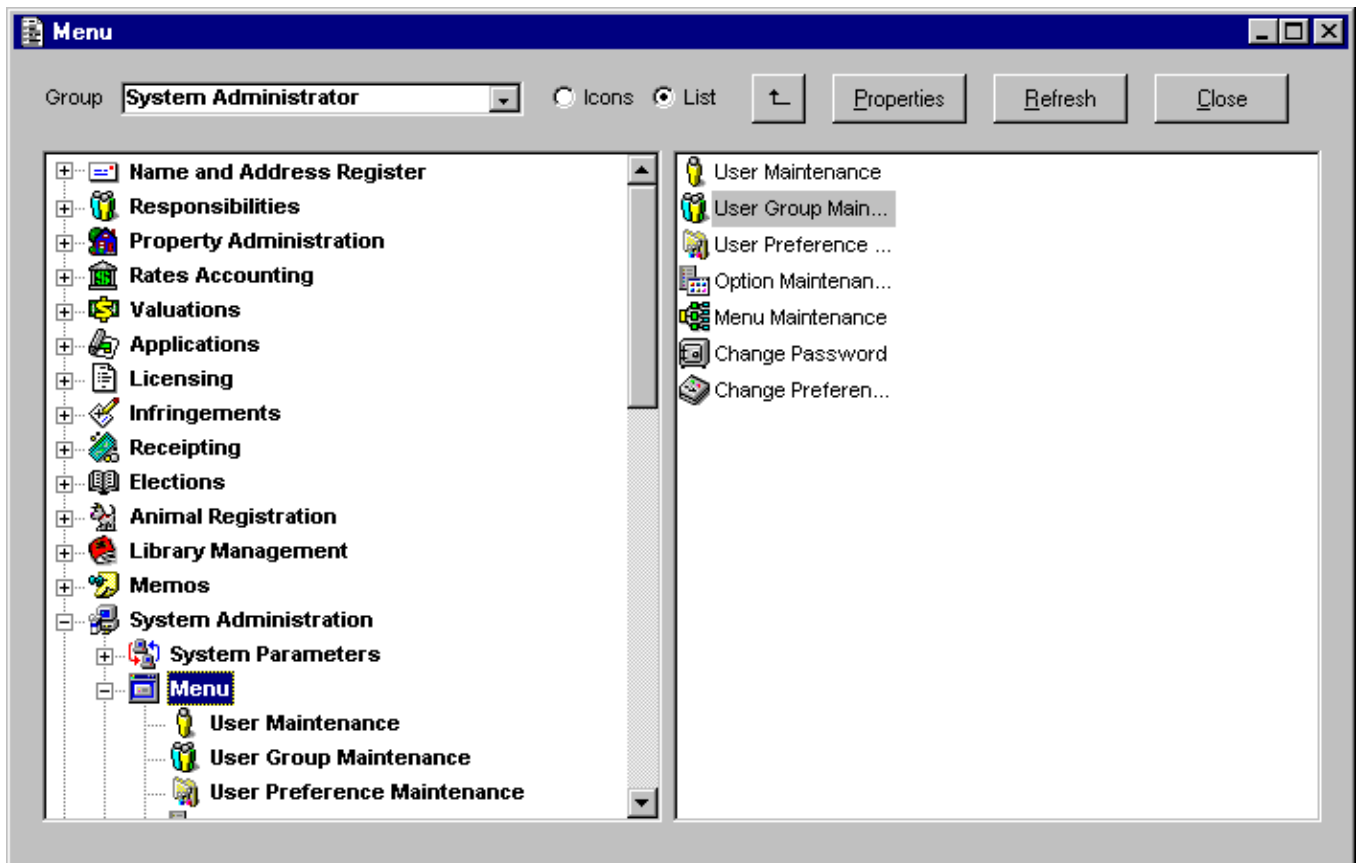 Menu
Group System Administrator Icons List Properties Refresh Close
Name and Address Register
Responsibilities
Property Administration
Rates Accounting
Valuations
Applications
Licensing
Infringements
Receipting
Elections
Animal Registration
Library Management
Memos
System Administration
System Parameters
Menu
User Maintenance
User Group Maintenance
User Preference Maintenance
User Maintenance
User Group Main...
User Preference ...
Option Maintenan...
Menu Maintenance
Change Password
Change Preferen...